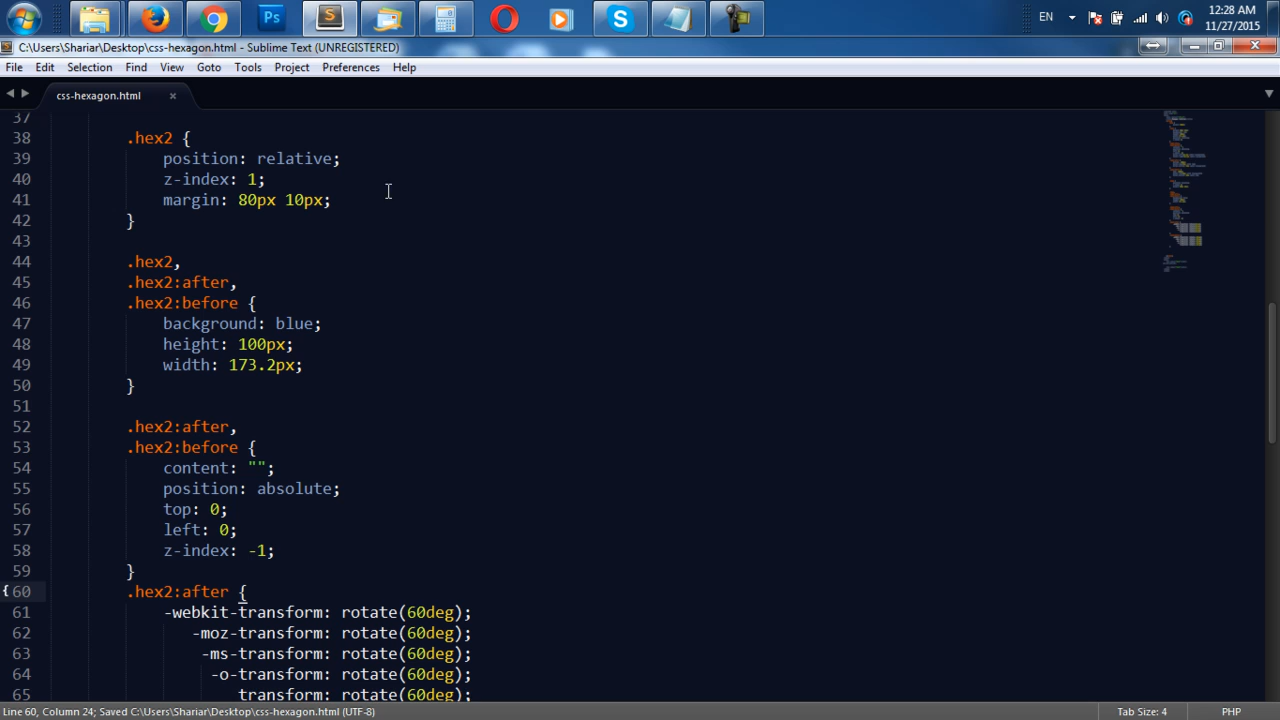 EN
12:28 AM
11/27/2015
C:\Users\Shariar\Desktop\css-hexagon.html - Sublime Text (UNREGISTERED)
File Edit Selection Find View Goto Tools Project Preferences Help
css-hexagon.html ×
37
38 .hex2 {
39 position: relative;
40 z-index: 1;
41 margin: 80px 10px;
42 }
43
44 .hex2,
45 .hex2:after,
46 .hex2:before {
47 background: blue;
48 height: 100px;
49 width: 173.2px;
50 }
51
52 .hex2:after,
53 .hex2:before {
54 content: "";
55 position: absolute;
56 top: 0;
57 left: 0;
58 z-index: -1;
59 }
{ 60 .hex2:after {
61 -webkit-transform: rotate(60deg);
62 -moz-transform: rotate(60deg);
63 -ms-transform: rotate(60deg);
64 -o-transform: rotate(60deg);
65 transform: rotate(60deg);
Line 60, Column 24; Saved C:\Users\Shariar\Desktop\css-hexagon.html (UTF-8) Tab Size: 4 PHP